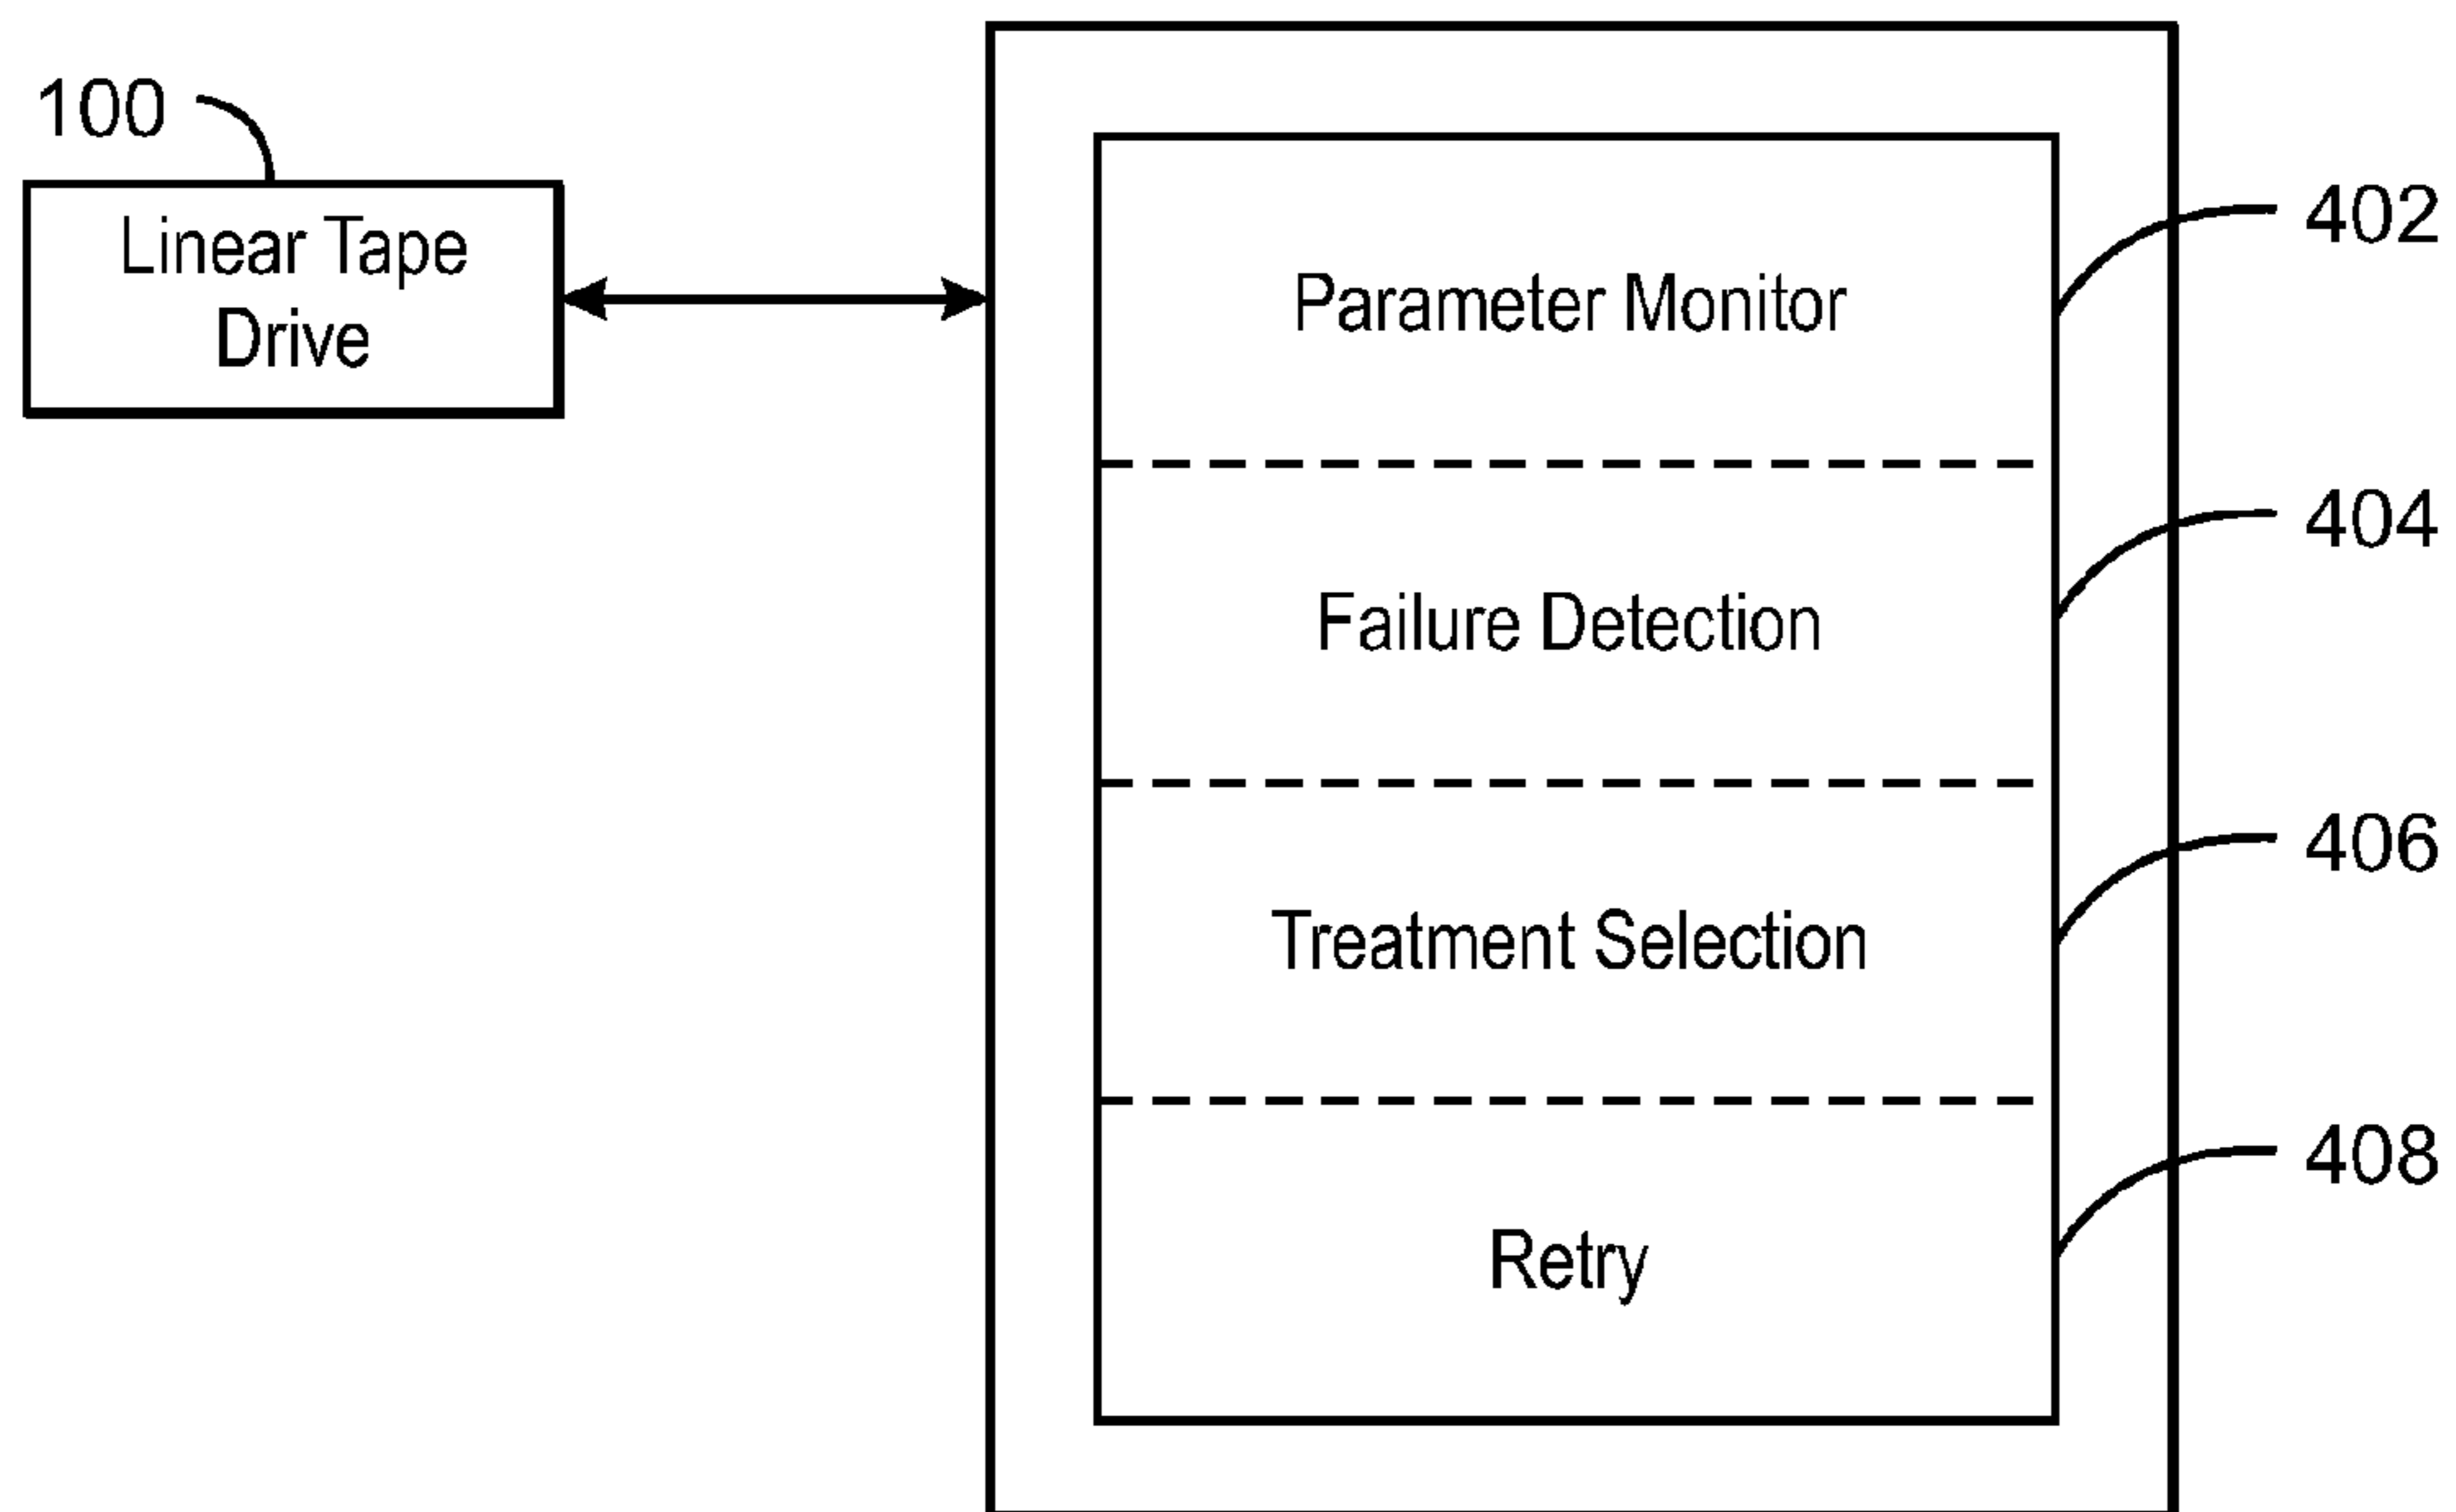 100
Linear Tape
Drive
Parameter Monitor
402
Failure Detection
404
Treatment Selection
406
Retry
408